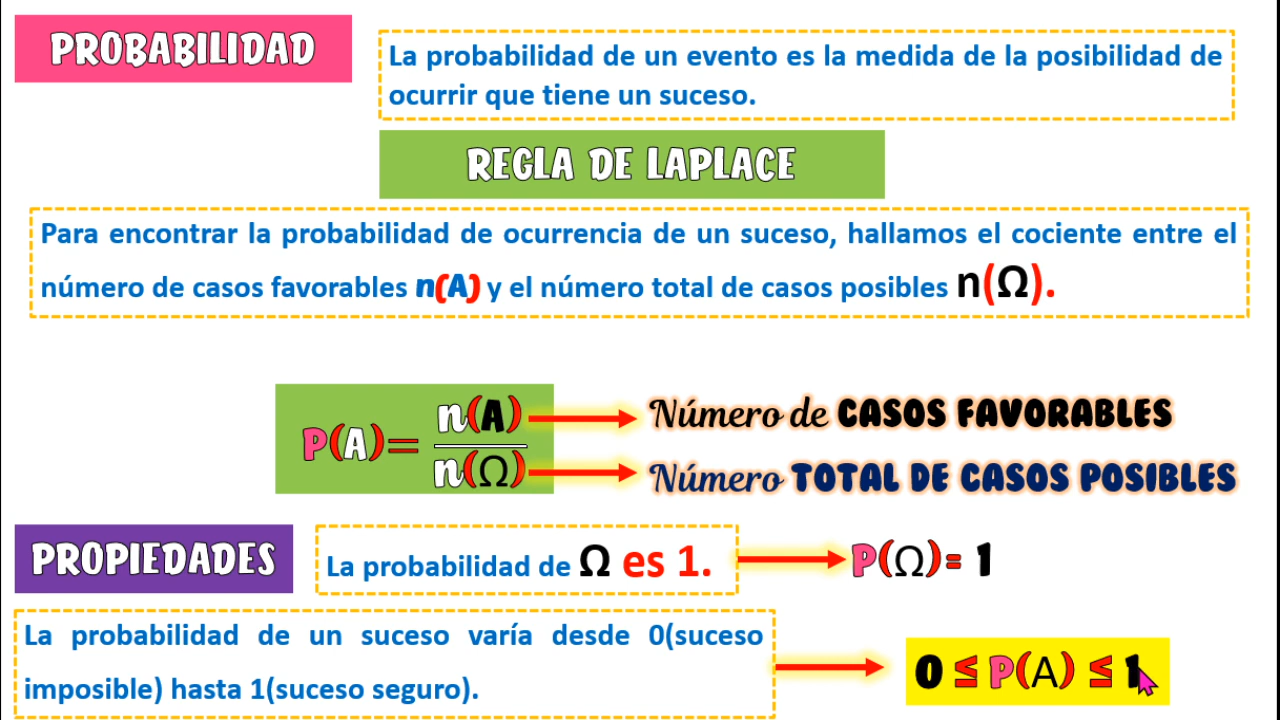 PROBABILIDAD
La probabilidad de un evento es la medida de la posibilidad de
ocurrir que tiene un suceso.
REGLA DE LAPLACE
Para encontrar la probabilidad de ocurrencia de un suceso, hallamos el cociente entre el
número de casos favorables n(A) y el número total de casos posibles n(Ω).
P(A)= n(A)/n(Ω)
Número de CASOS FAVORABLES
Número TOTAL DE CASOS POSIBLES
PROPIEDADES
La probabilidad de Ω es 1.
P(Ω)= 1
La probabilidad de un suceso varía desde 0(suceso
imposible) hasta 1(suceso seguro).
0 ≤ P(A) ≤ 1